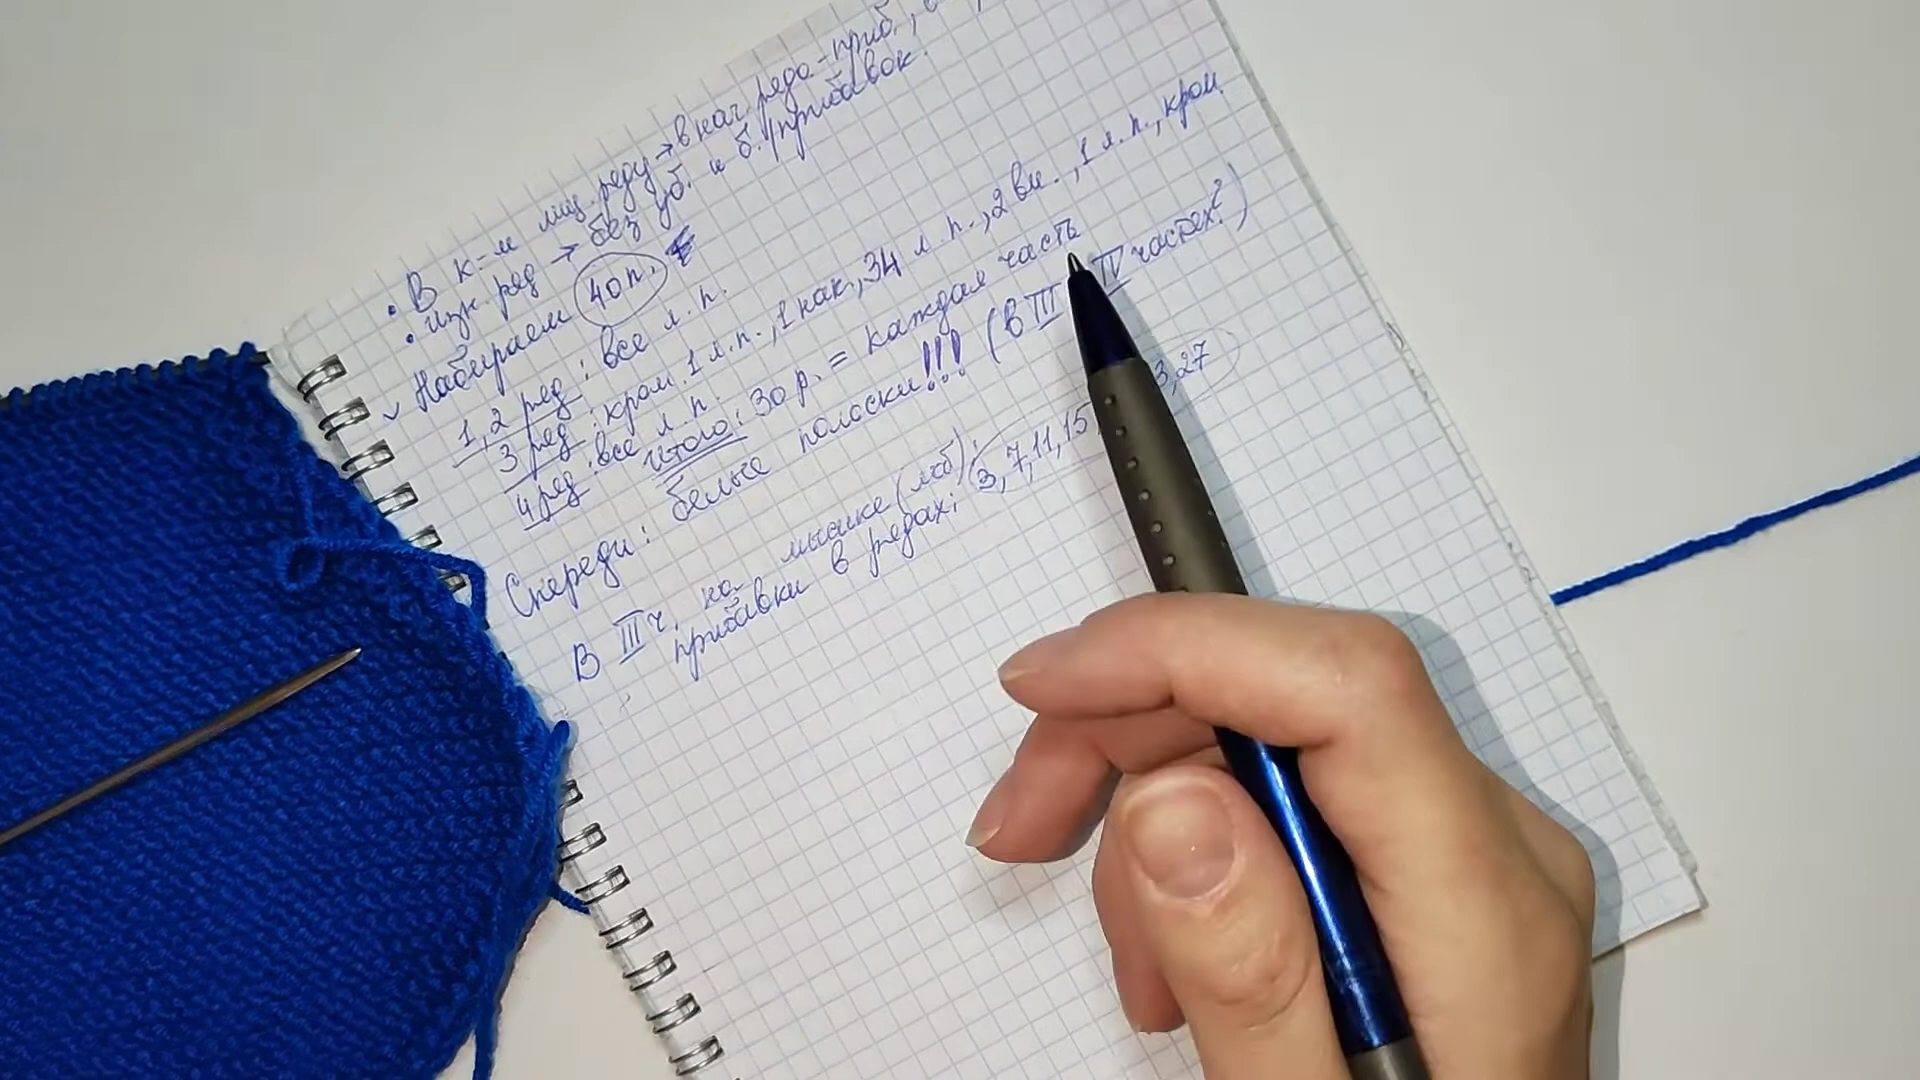 • В к-м лиц. ряду → в нач. ряда - приб.,
• изн. ряд → без уб. и б./прибавок.
✓ Набираем 40 п.
1,2 ряд: все л.п.
3 ряд: кром. 1 л.п., 1 нак., 34 л.п., 2 вм., 1 л.п., кром.
4 ряд: все л.п.
Итого: 30 р. = каждая часть
Спереди: белые полоски!!! (в III IV частях?)
В III ч. на мыске (лоб):
прибавки в рядах: 3, 7, 11, 15, 3, 27